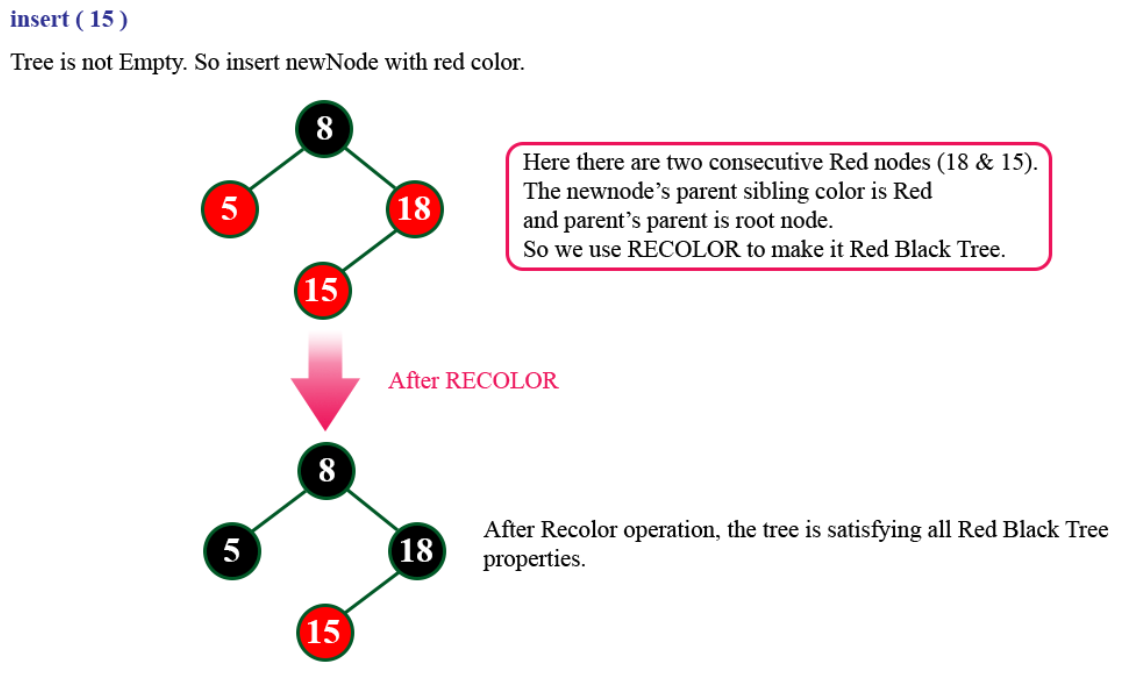 insert ( 15 )
Tree is not Empty. So insert newNode with red color.
8
5
18
15
Here there are two consecutive Red nodes (18 & 15).
The newnode’s parent sibling color is Red
and parent’s parent is root node.
So we use RECOLOR to make it Red Black Tree.
After RECOLOR
8
5
18
15
After Recolor operation, the tree is satisfying all Red Black Tree
properties.